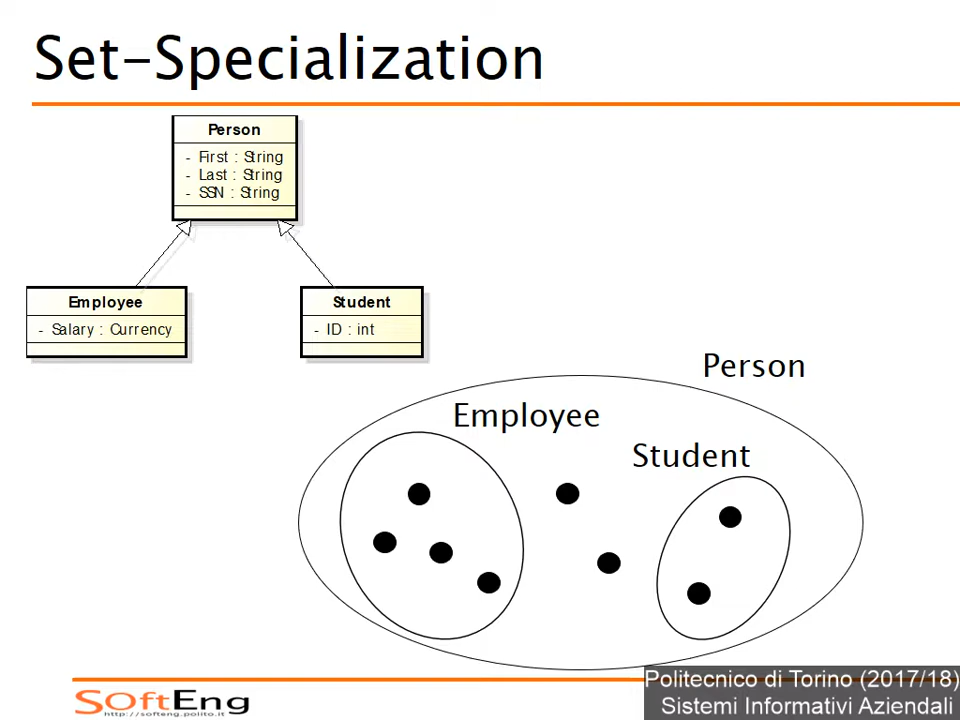 Set-Specialization
Person
- First : String
- Last : String
- SSN : String
Employee
- Salary : Currency
Student
- ID : int
Person
Employee
Student
SOftEng
http://softeng.polito.it
Politecnico di Torino (2017/18)
Sistemi Informativi Aziendali